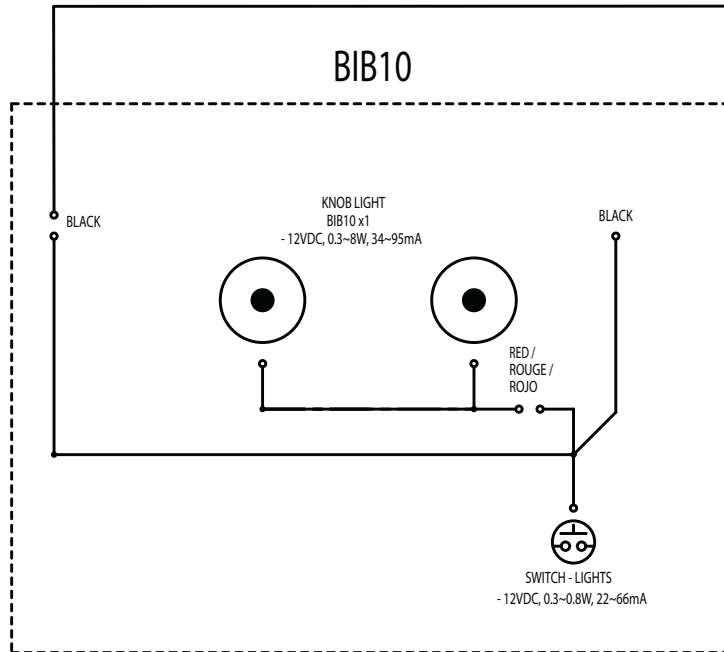 BIB10
BLACK
KNOB LIGHT
BIB10 x1
- 12VDC, 0.3~8W, 34~95mA
BLACK
RED /
ROUGE /
ROJO
SWITCH - LIGHTS
- 12VDC, 0.3~0.8W, 22~66mA